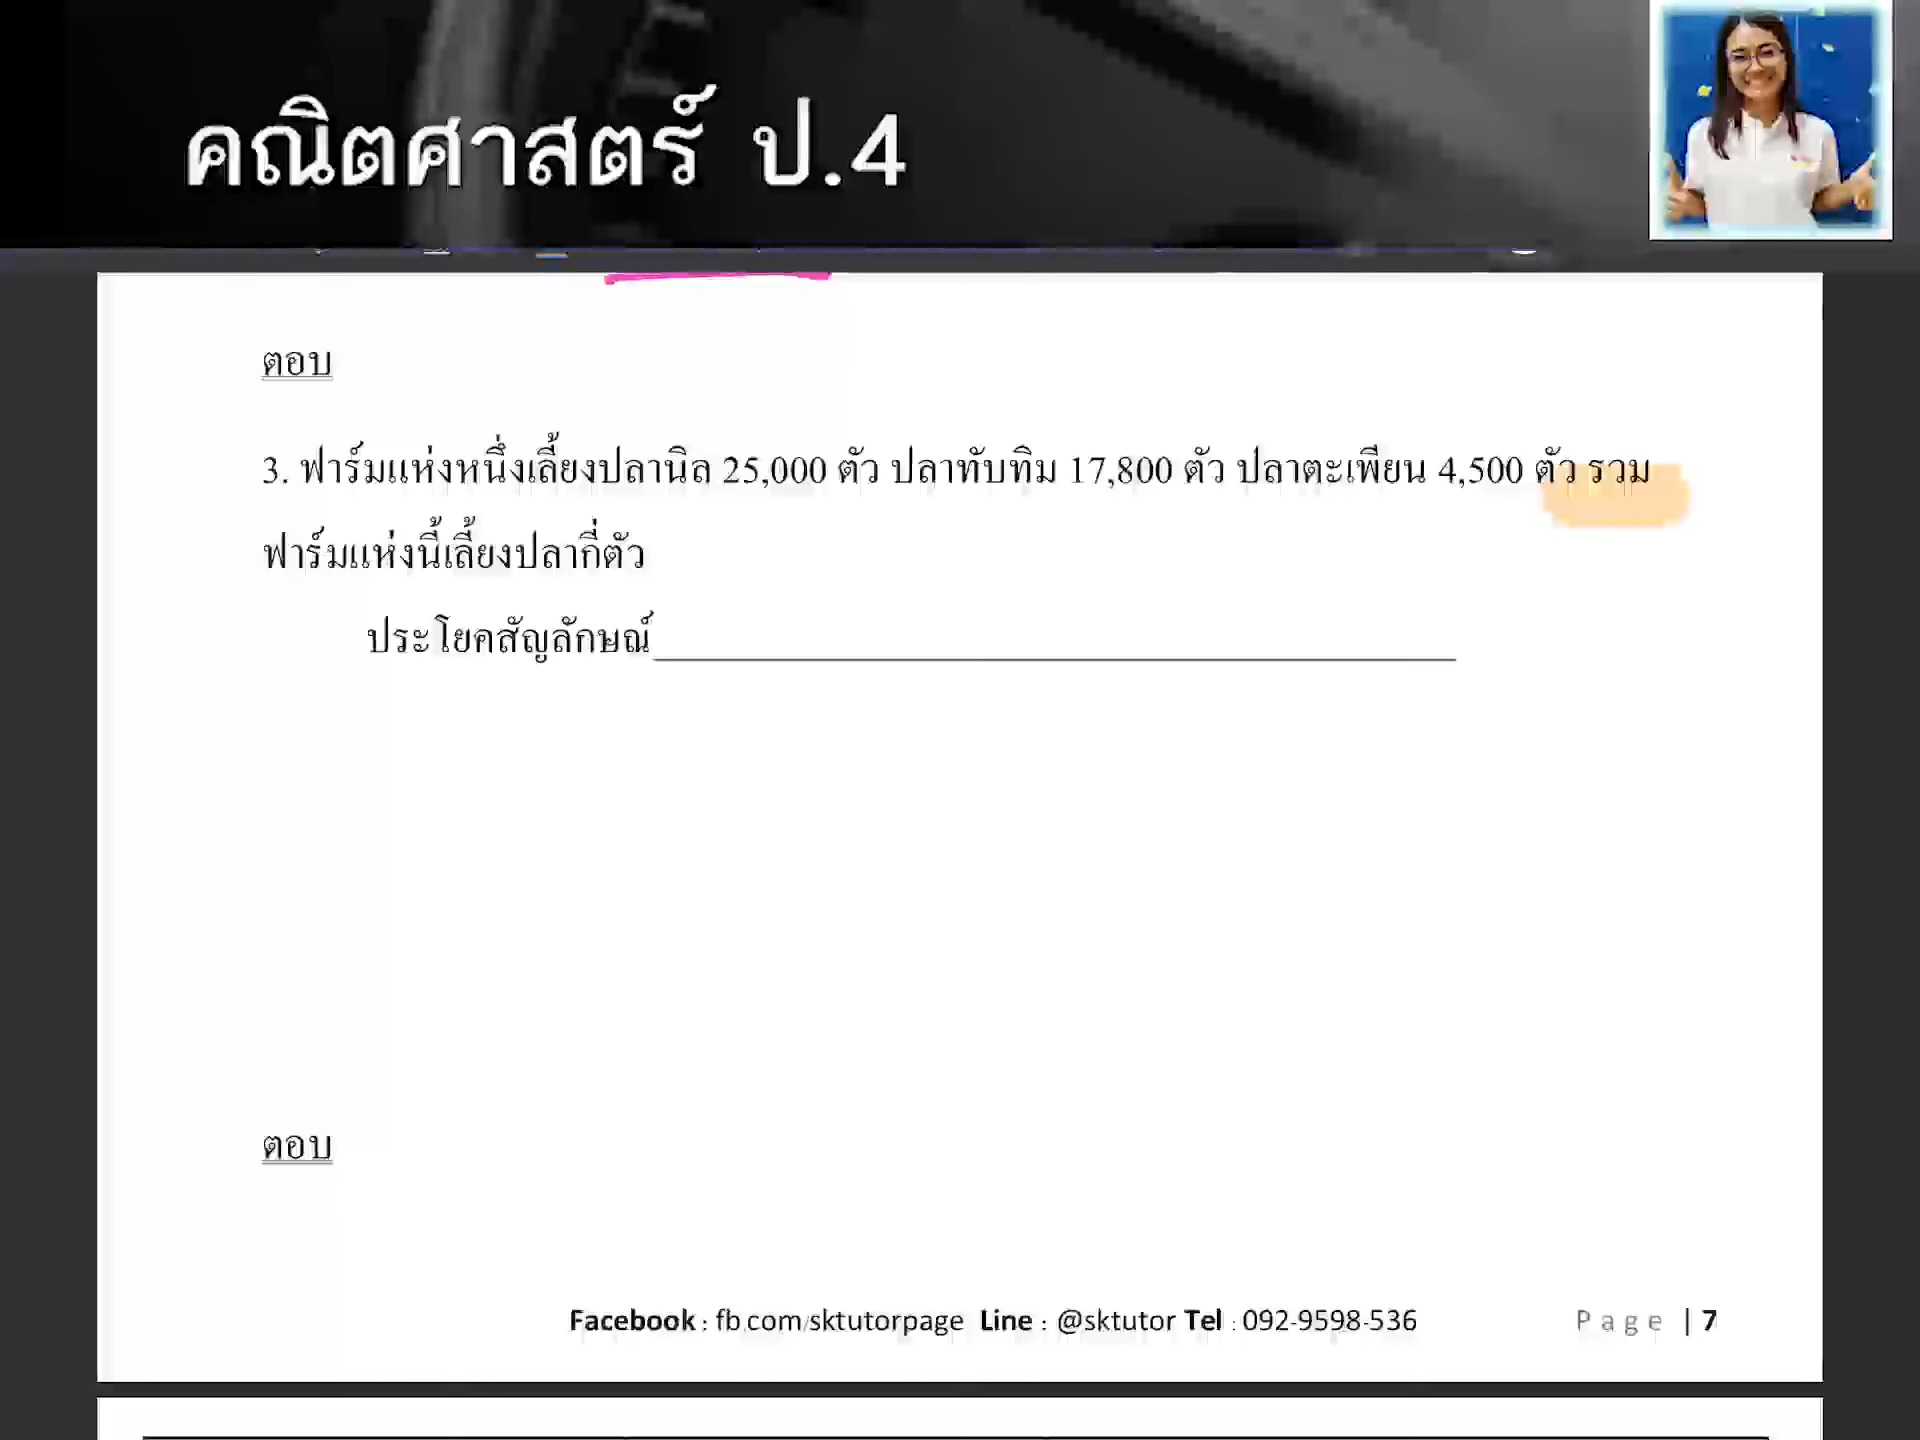 คณิตศาสตร์ ป.4
ตอบ
3. ฟาร์มแห่งหนึ่งเลี้ยงปลานิล 25,000 ตัว ปลาทับทิม 17,800 ตัว ปลาตะเพียน 4,500 ตัว รวม
ฟาร์มแห่งนี้เลี้ยงปลากี่ตัว
ประโยคสัญลักษณ์
ตอบ
Facebook : fb.com/sktutorpage Line : @sktutor Tel : 092-9598-536 Page | 7